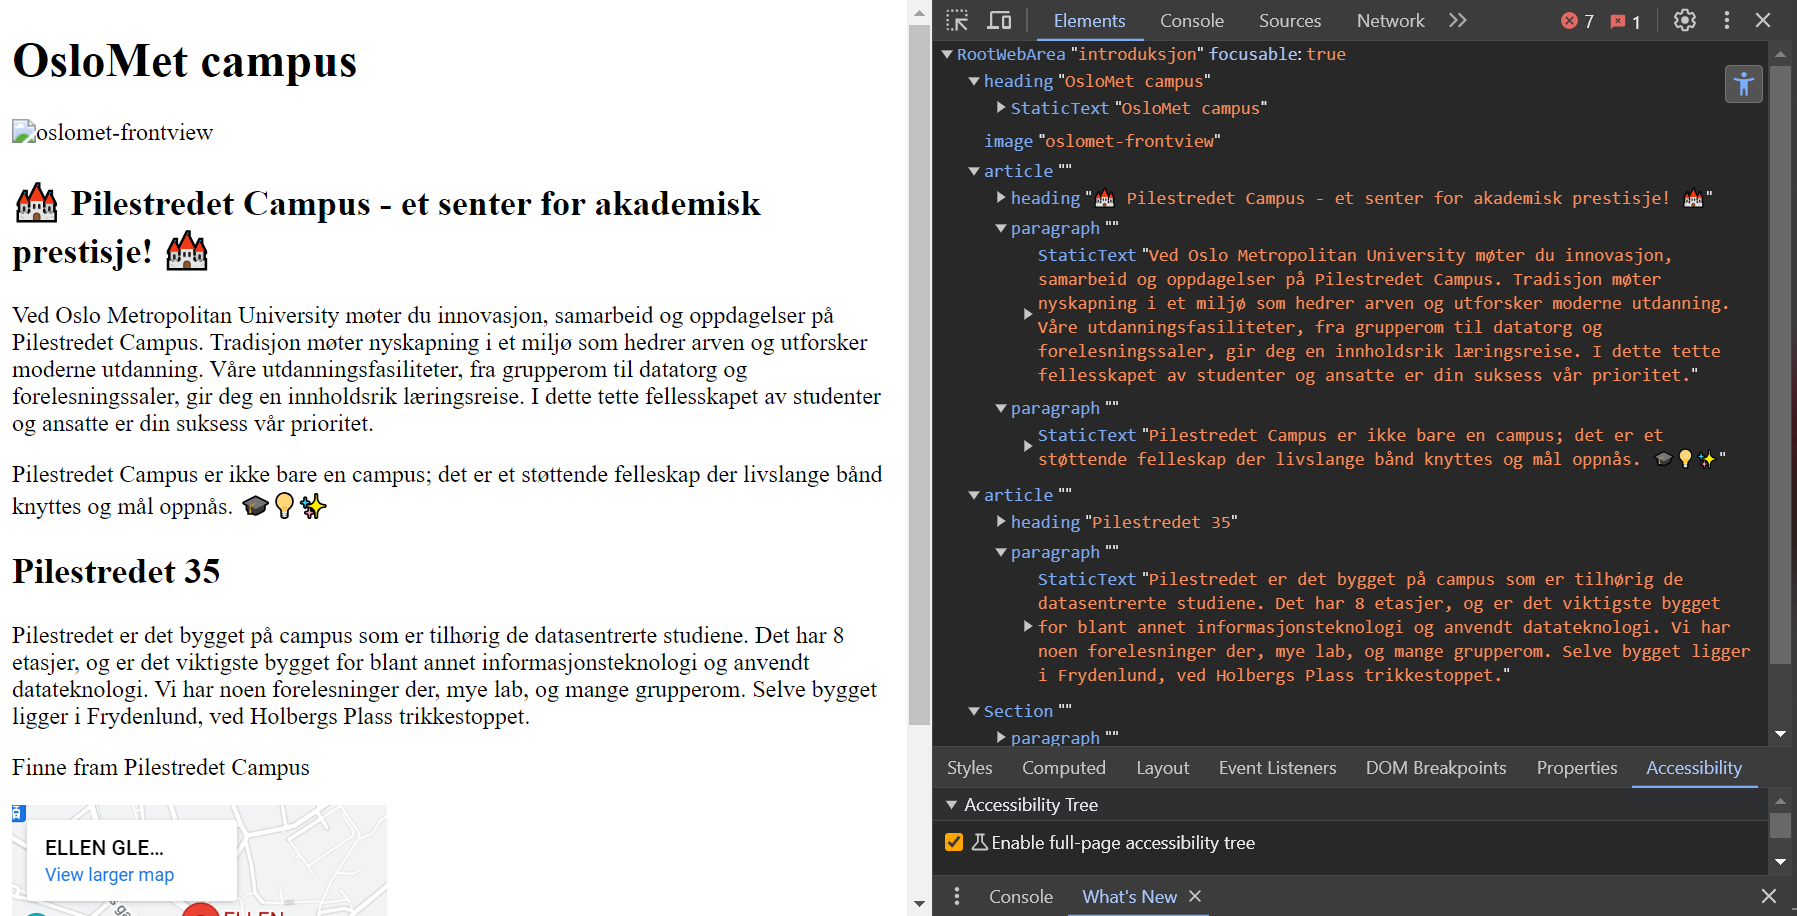 OsloMet campus
oslomet-frontview
🏰 Pilestredet Campus - et senter for akademisk
prestisje! 🏰
Ved Oslo Metropolitan University møter du innovasjon, samarbeid og oppdagelser på
Pilestredet Campus. Tradisjon møter nyskapning i et miljø som hedrer arven og utforsker
moderne utdanning. Våre utdanningsfasiliteter, fra grupperom til datatorg og
forelesningssaler, gir deg en innholdsrik læringsreise. I dette tette fellesskapet av studenter
og ansatte er din suksess vår prioritet.
Pilestredet Campus er ikke bare en campus; det er et støttende felleskap der livslange bånd
knyttes og mål oppnås. 🎓💡✨
Pilestredet 35
Pilestredet er det bygget på campus som er tilhørig de datasentrerte studiene. Det har 8
etasjer, og er det viktigste bygget for blant annet informasjonsteknologi og anvendt
datateknologi. Vi har noen forelesninger der, mye lab, og mange grupperom. Selve bygget
ligger i Frydenlund, ved Holbergs Plass trikkestoppet.
Finne fram Pilestredet Campus
ELLEN GLE...
View larger map
ELLEN
Elements Console Sources Network 7 1
RootWebArea "introduksjon" focusable: true
heading "OsloMet campus"
StaticText "OsloMet campus"
image "oslomet-frontview"
article ""
heading "🏰 Pilestredet Campus - et senter for akademisk prestisje! 🏰"
paragraph ""
StaticText "Ved Oslo Metropolitan University møter du innovasjon,
samarbeid og oppdagelser på Pilestredet Campus. Tradisjon møter
nyskapning i et miljø som hedrer arven og utforsker moderne utdanning.
Våre utdanningsfasiliteter, fra grupperom til datatorg og
forelesningssaler, gir deg en innholdsrik læringsreise. I dette tette
fellesskapet av studenter og ansatte er din suksess vår prioritet."
paragraph ""
StaticText "Pilestredet Campus er ikke bare en campus; det er et
støttende felleskap der livslange bånd knyttes og mål oppnås. 🎓💡✨"
article ""
heading "Pilestredet 35"
paragraph ""
StaticText "Pilestredet er det bygget på campus som er tilhørig de
datasentrerte studiene. Det har 8 etasjer, og er det viktigste bygget
for blant annet informasjonsteknologi og anvendt datateknologi. Vi har
noen forelesninger der, mye lab, og mange grupperom. Selve bygget ligger
i Frydenlund, ved Holbergs Plass trikkestoppet."
Section ""
paragraph ""
Styles Computed Layout Event Listeners DOM Breakpoints Properties Accessibility
Accessibility Tree
Enable full-page accessibility tree
Console What's New